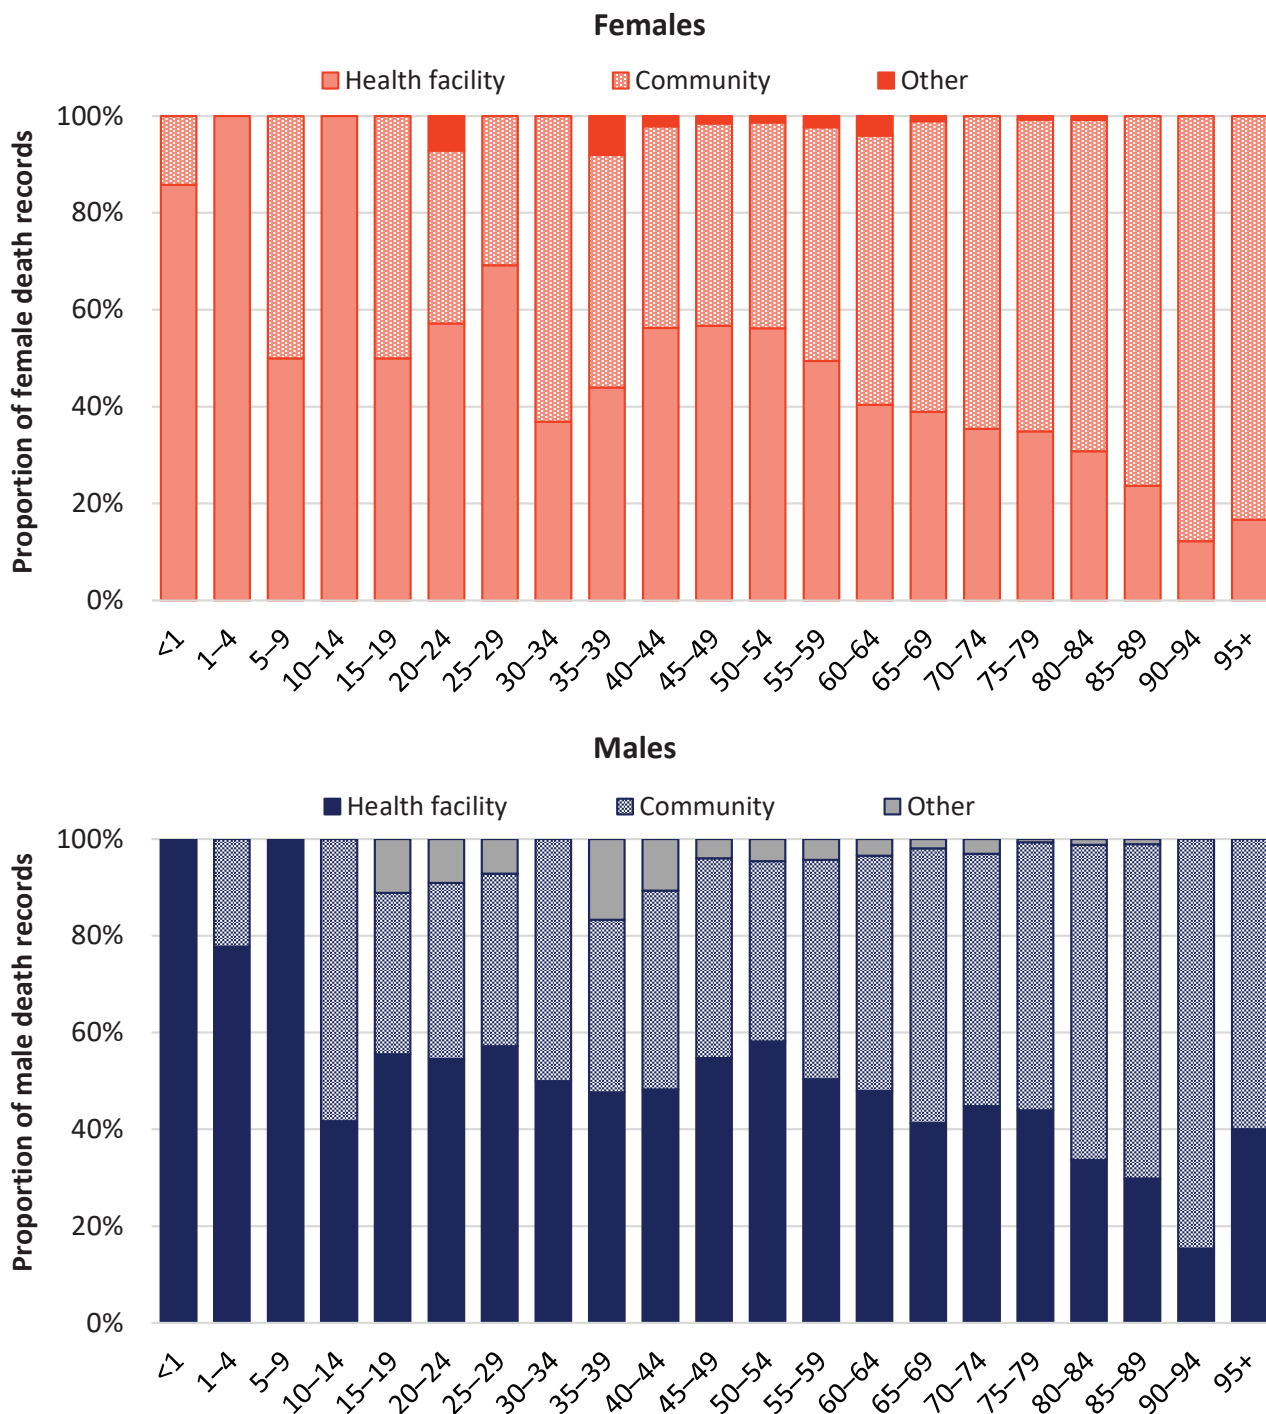 Females
Health facility Community Other
Proportion of female death records
100%
80%
60%
40%
20%
0%
<1 1–4 5–9 10–14 15–19 20–24 25–29 30–34 35–39 40–44 45–49 50–54 55–59 60–64 65–69 70–74 75–79 80–84 85–89 90–94 95+
Males
Health facility Community Other
Proportion of male death records
100%
80%
60%
40%
20%
0%
<1 1–4 5–9 10–14 15–19 20–24 25–29 30–34 35–39 40–44 45–49 50–54 55–59 60–64 65–69 70–74 75–79 80–84 85–89 90–94 95+